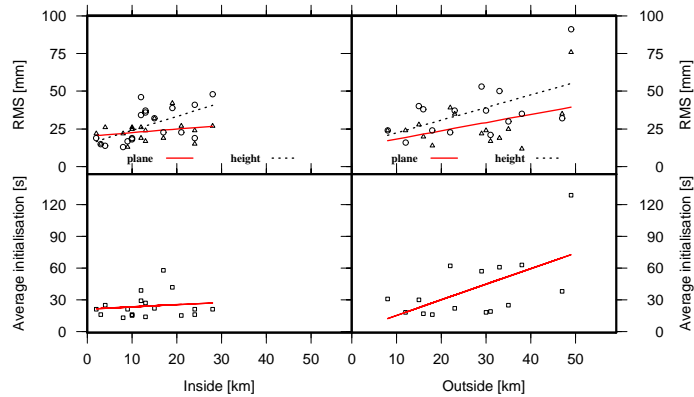 100 100
75 75
RMS [mm] RMS [mm]
50 50
25 25
plane height plane height
0 0
120 120
Average initialisation [s] Average initialisation [s]
90 90
60 60
30 30
0 0
0 10 20 30 40 50 0 10 20 30 40 50
Inside [km] Outside [km]